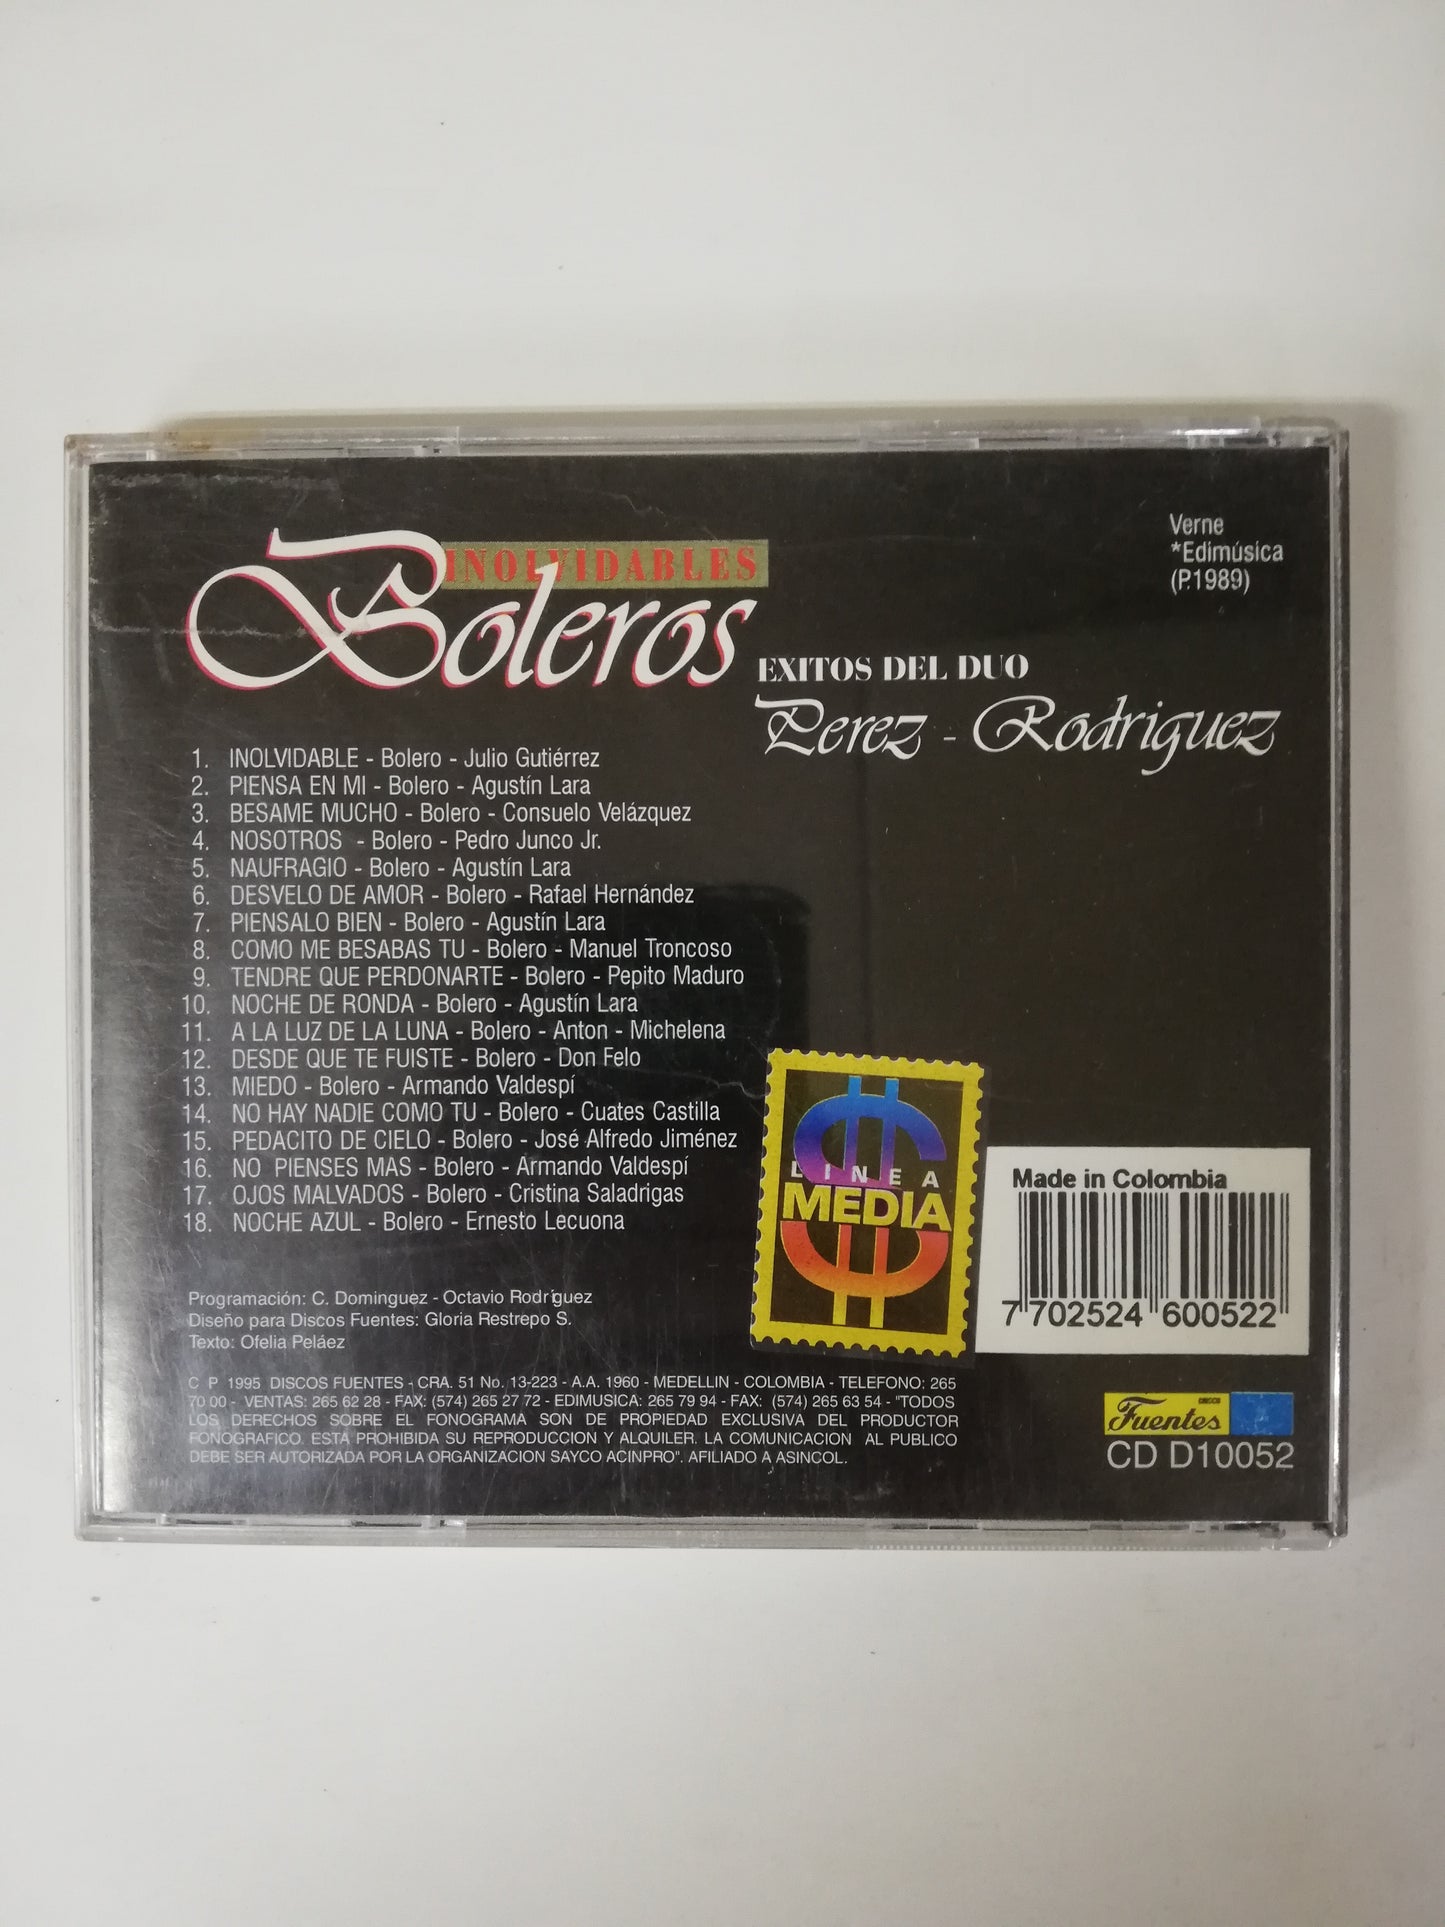 Verne
*Edimúsica
(P.1989)
INOLVIDABLES
Boleros
EXITOS DEL DUO
Perez - Rodriguez
1. INOLVIDABLE - Bolero - Julio Gutiérrez
2. PIENSA EN MI - Bolero - Agustín Lara
3. BESAME MUCHO - Bolero - Consuelo Velázquez
4. NOSOTROS - Bolero - Pedro Junco Jr.
5. NAUFRAGIO - Bolero - Agustín Lara
6. DESVELO DE AMOR - Bolero - Rafael Hernández
7. PIENSALO BIEN - Bolero - Agustín Lara
8. COMO ME BESABAS TU - Bolero - Manuel Troncoso
9. TENDRE QUE PERDONARTE - Bolero - Pepito Maduro
10. NOCHE DE RONDA - Bolero - Agustín Lara
11. A LA LUZ DE LA LUNA - Bolero - Anton - Michelena
12. DESDE QUE TE FUISTE - Bolero - Don Felo
13. MIEDO - Bolero - Armando Valdespí
14. NO HAY NADIE COMO TU - Bolero - Cuates Castilla
15. PEDACITO DE CIELO - Bolero - José Alfredo Jiménez
16. NO PIENSES MAS - Bolero - Armando Valdespí
17. OJOS MALVADOS - Bolero - Cristina Saladrigas
18. NOCHE AZUL - Bolero - Ernesto Lecuona
LINEA
MEDIA
Made in Colombia
7 702524 600522
Programación: C. Dominguez - Octavio Rodríguez
Diseño para Discos Fuentes: Gloria Restrepo S.
Texto: Ofelia Peláez
C P 1995 DISCOS FUENTES - CRA. 51 No. 13-223 - A.A. 1960 - MEDELLIN - COLOMBIA - TELEFONO: 265
70 00 - VENTAS: 265 62 28 - FAX: (574) 265 27 72 - EDIMUSICA: 265 79 94 - FAX: (574) 265 63 54 - "TODOS
LOS DERECHOS SOBRE EL FONOGRAMA SON DE PROPIEDAD EXCLUSIVA DEL PRODUCTOR
FONOGRAFICO. ESTA PROHIBIDA SU REPRODUCCION Y ALQUILER. LA COMUNICACION AL PUBLICO
DEBE SER AUTORIZADA POR LA ORGANIZACION SAYCO ACINPRO". AFILIADO A ASINCOL.
DISCOS
Fuentes
CD D10052